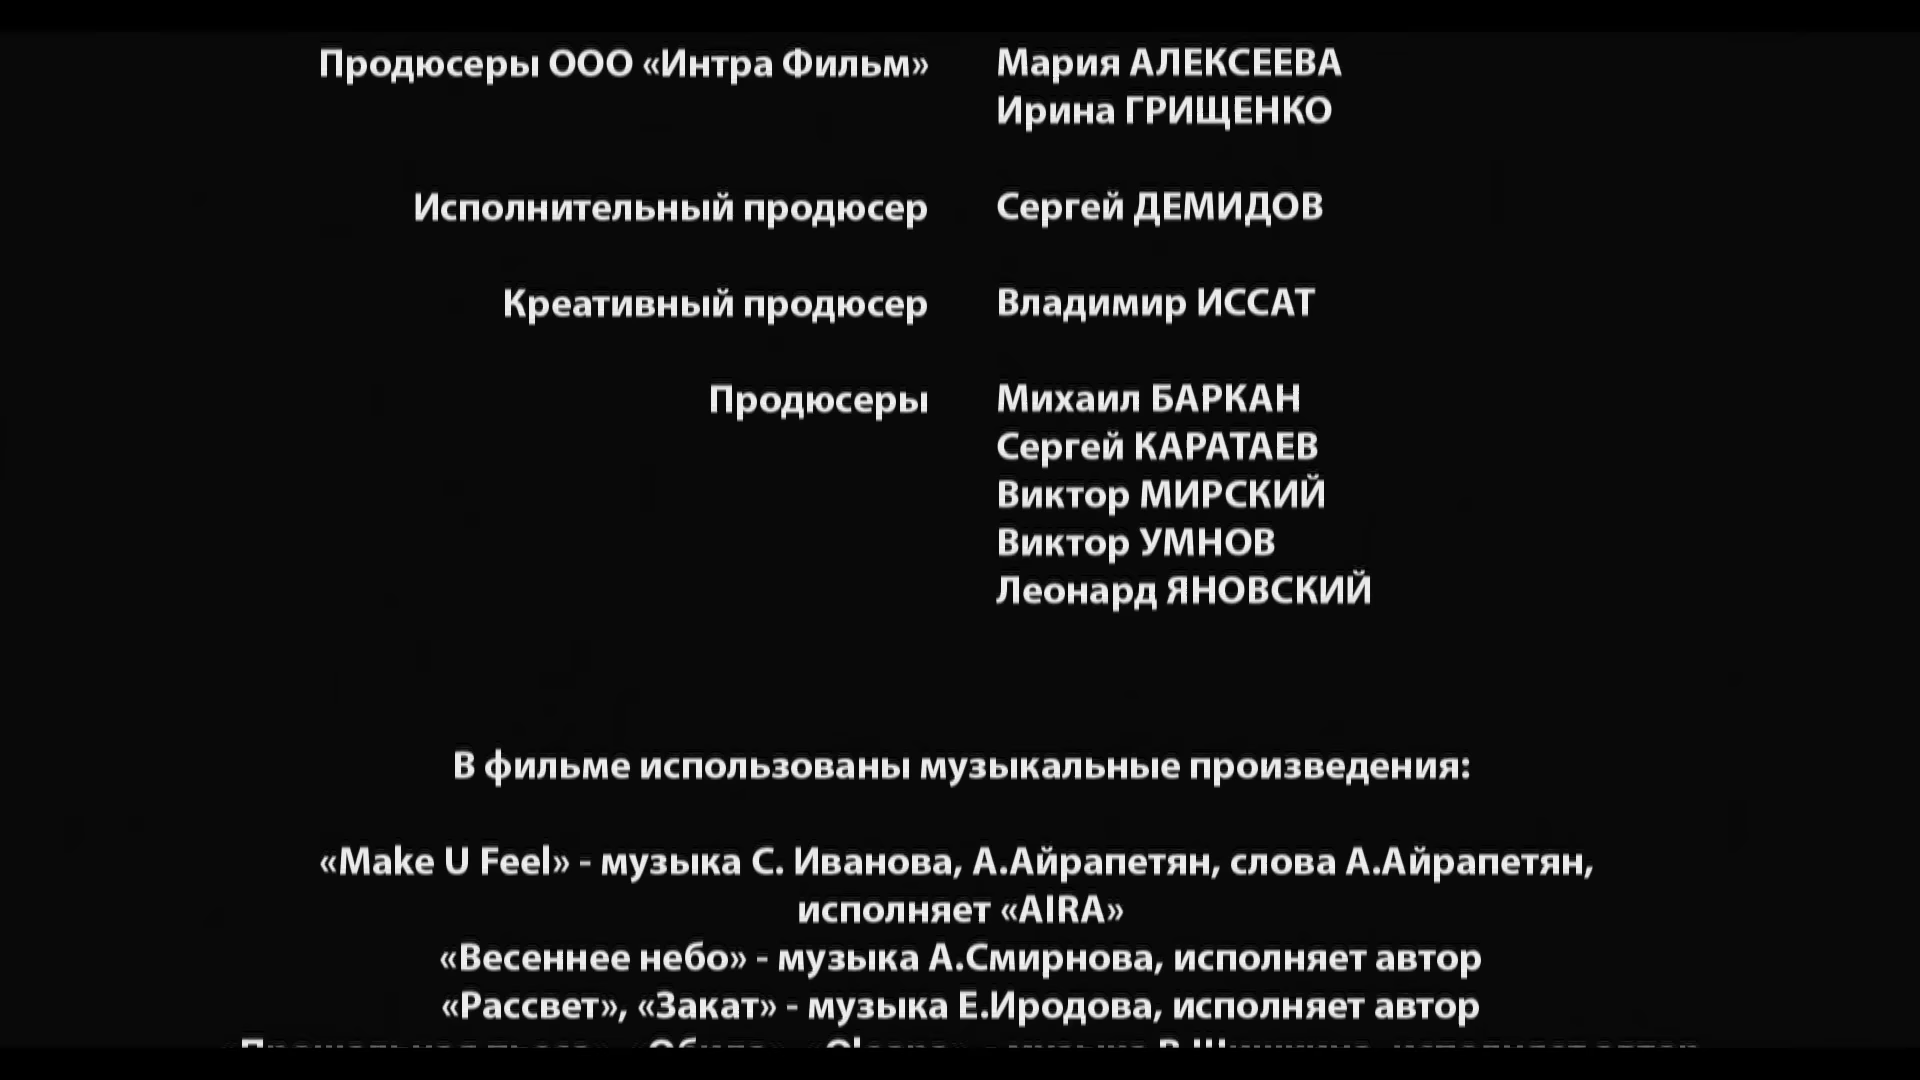 Продюсеры ООО «Интра Фильм» Мария АЛЕКСЕЕВА
Ирина ГРИЩЕНКО
Исполнительный продюсер Сергей ДЕМИДОВ
Креативный продюсер Владимир ИССАТ
Продюсеры Михаил БАРКАН
Сергей КАРАТАЕВ
Виктор МИРСКИЙ
Виктор УМНОВ
Леонард ЯНОВСКИЙ
В фильме использованы музыкальные произведения:
«Make U Feel» - музыка С. Иванова, А.Айрапетян, слова А.Айрапетян,
исполняет «AIRA»
«Весеннее небо» - музыка А.Смирнова, исполняет автор
«Рассвет», «Закат» - музыка Е.Иродова, исполняет автор